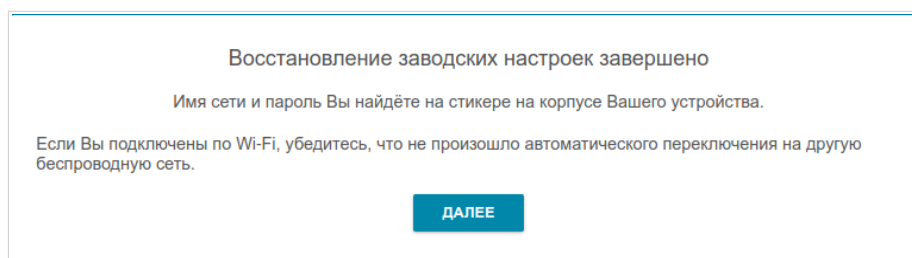 Восстановление заводских настроек завершено
Имя сети и пароль Вы найдёте на стикере на корпусе Вашего устройства.
Если Вы подключены по Wi-Fi, убедитесь, что не произошло автоматического переключения на другую
беспроводную сеть.
ДАЛЕЕ